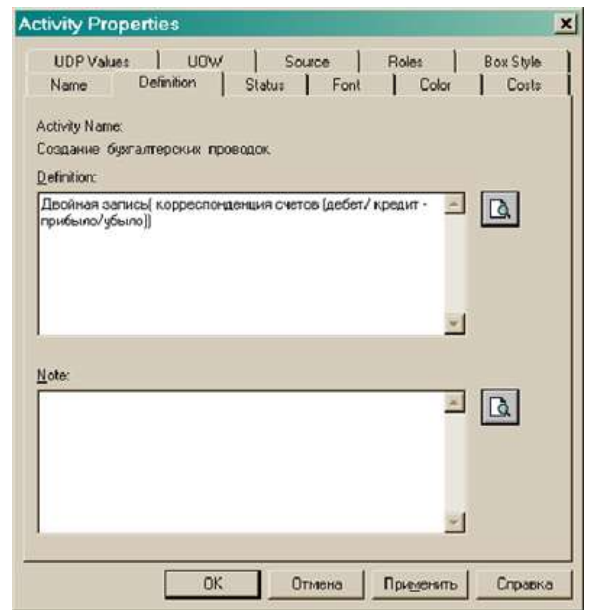 Activity Properties
UDP Values UOW Source Roles Box Style
Name Definition Status Font Color Costs
Activity Name:
Создание бухгалтерских проводок
Definition:
Двойная запись( корреспонденция счетов (дебет/ кредит -
прибыло/убыло))
Note:
OK Отмена Применить Справка